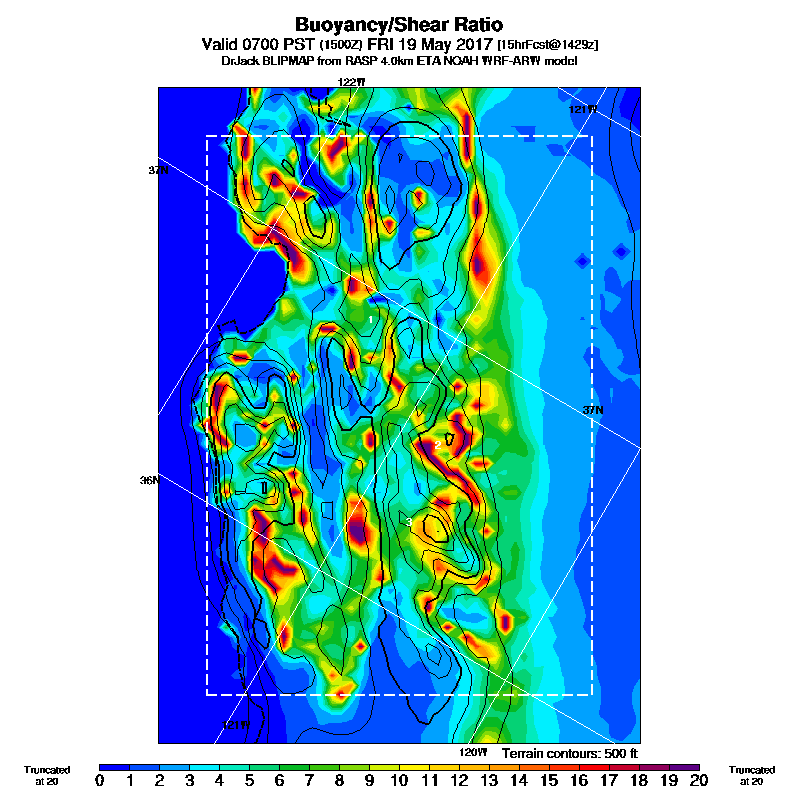 Buoyancy/Shear Ratio
Valid 0700 PST (1500Z) FRI 19 May 2017 [15hrFcst@1429z]
DrJack BLIPMAP from RASP 4.0km ETA NOAH WRF-ARW model
122W
121W
37N
1
37N
2
36N
3
121W
120W Terrain contours: 500 ft
Truncated at 20
0 1 2 3 4 5 6 7 8 9 10 11 12 13 14 15 16 17 18 19 20
Truncated at 20